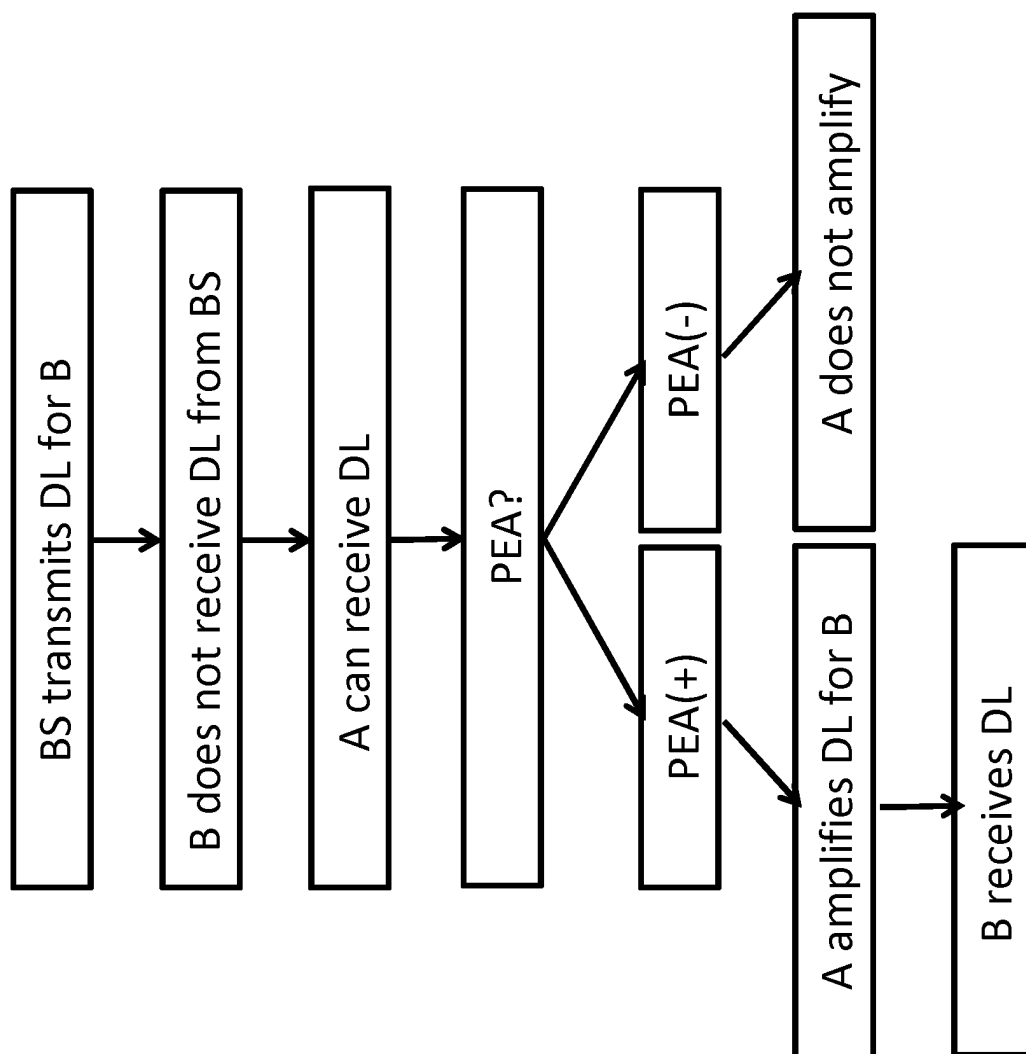 BS transmits DL for B
B does not receive DL from BS
A can receive DL
PEA?
PEA(+)
PEA(-)
A amplifies DL for B
A does not amplify
B receives DL